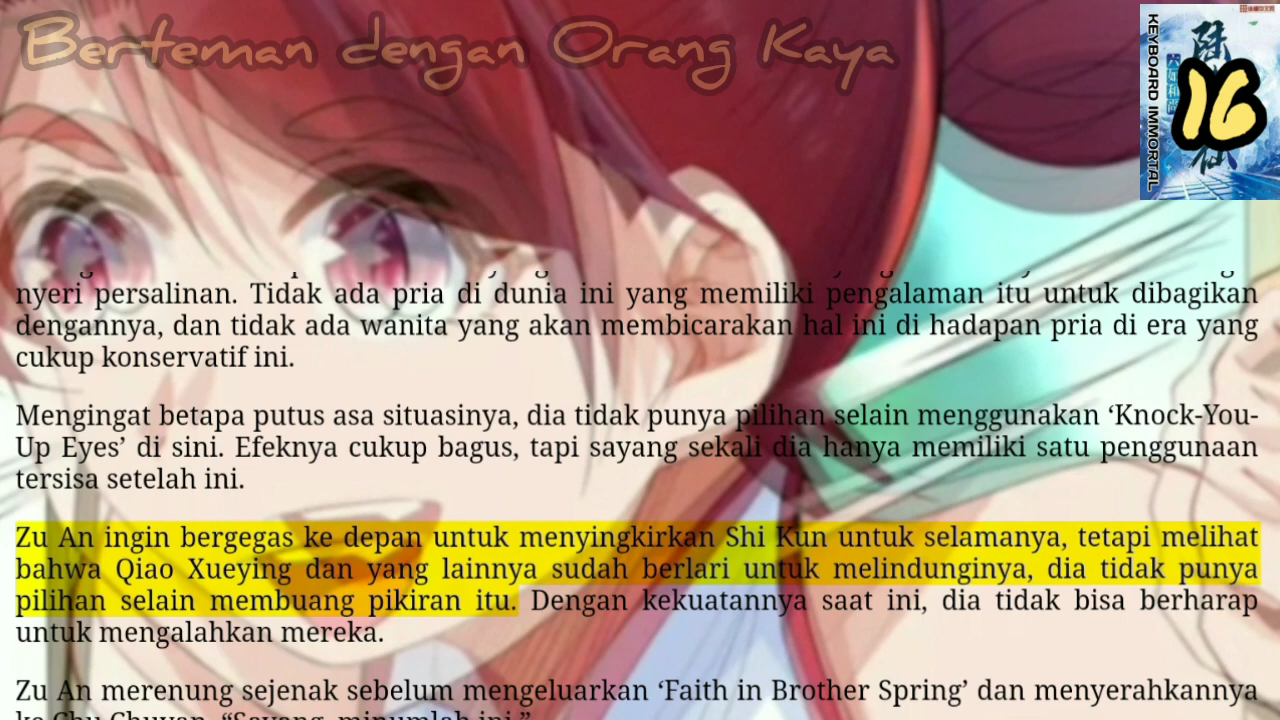 Berteman dengan Orang Kaya
KEYBOARD IMMORTAL
16
nyeri persalinan. Tidak ada pria di dunia ini yang memiliki pengalaman itu untuk dibagikan
dengannya, dan tidak ada wanita yang akan membicarakan hal ini di hadapan pria di era yang
cukup konservatif ini.
Mengingat betapa putus asa situasinya, dia tidak punya pilihan selain menggunakan ‘Knock-You-
Up Eyes’ di sini. Efeknya cukup bagus, tapi sayang sekali dia hanya memiliki satu penggunaan
tersisa setelah ini.
Zu An ingin bergegas ke depan untuk menyingkirkan Shi Kun untuk selamanya, tetapi melihat
bahwa Qiao Xueying dan yang lainnya sudah berlari untuk melindunginya, dia tidak punya
pilihan selain membuang pikiran itu. Dengan kekuatannya saat ini, dia tidak bisa berharap
untuk mengalahkan mereka.
Zu An merenung sejenak sebelum mengeluarkan ‘Faith in Brother Spring’ dan menyerahkannya
ke Chu Chuyan. “Sayang, minumlah ini.”